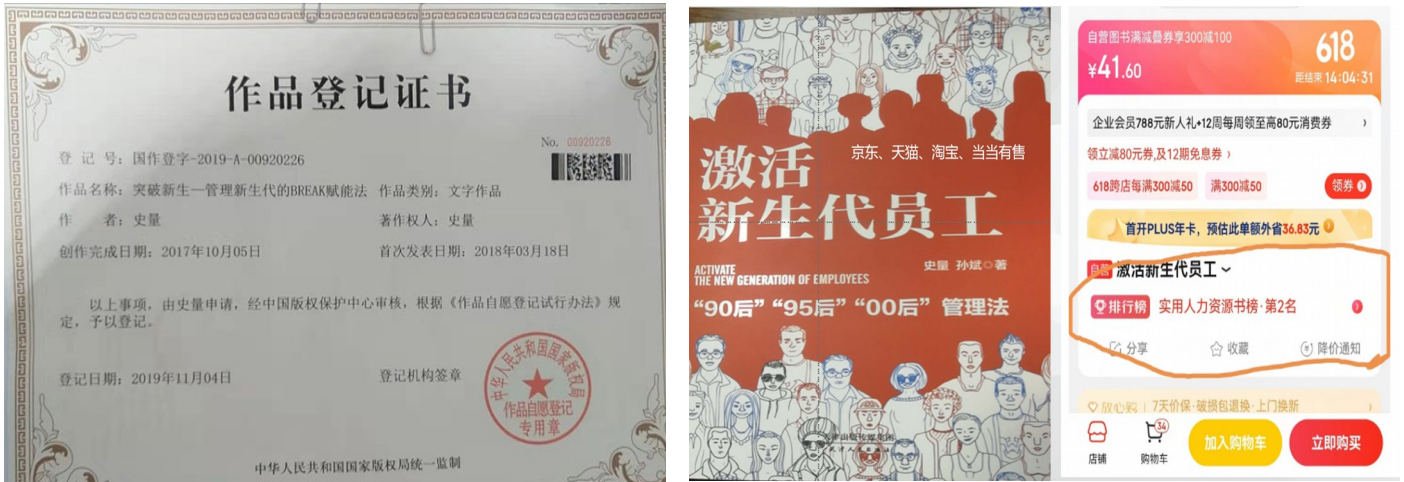 作品登记证书
No. 00920226
登 记 号：国作登字-2019-A-00920226
作品名称：突破新生—管理新生代的BREAK赋能法 作品类别：文字作品
作 者：史量 著作权人：史量
创作完成日期：2017年10月05日 首次发表日期：2018年03月18日
以上事项，由史量申请，经中国版权保护中心审核，根据《作品自愿登记试行办法》规
定，予以登记。
登记日期：2019年11月04日 登记机构签章
中华人民共和国国家版权局
作品自愿登记
专用章
中华人民共和国国家版权局统一监制
京东、天猫、淘宝、当当有售
激活
新生代员工
史量 孙斌◎著
ACTIVATE
THE NEW GENERATION OF EMPLOYEES
“90后”“95后”“00后”管理法
自营图书满减叠券享300减100
618
¥41.60
距结束 14:04:31
企业会员788元新人礼+12周每周领至高80元消费券
领立减80元券,及12期免息券
618跨店每满300减50 满300减50 领券
首开PLUS年卡，预估此单额外省36.83元
自营 激活新生代员工
排行榜 实用人力资源书榜·第2名
分享 收藏 降价通知
放心购 7天价保·破损包退换·上门换新
34
店铺 购物车 加入购物车 立即购买